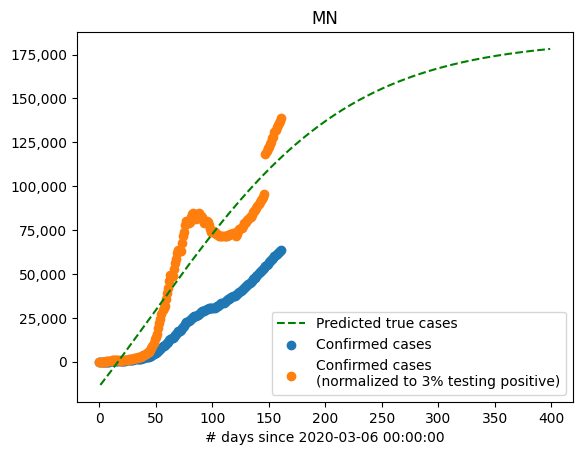 MN
175,000
150,000
125,000
100,000
75,000
50,000
25,000
0
Predicted true cases
Confirmed cases
Confirmed cases
(normalized to 3% testing positive)
0 50 100 150 200 250 300 350 400
# days since 2020-03-06 00:00:00